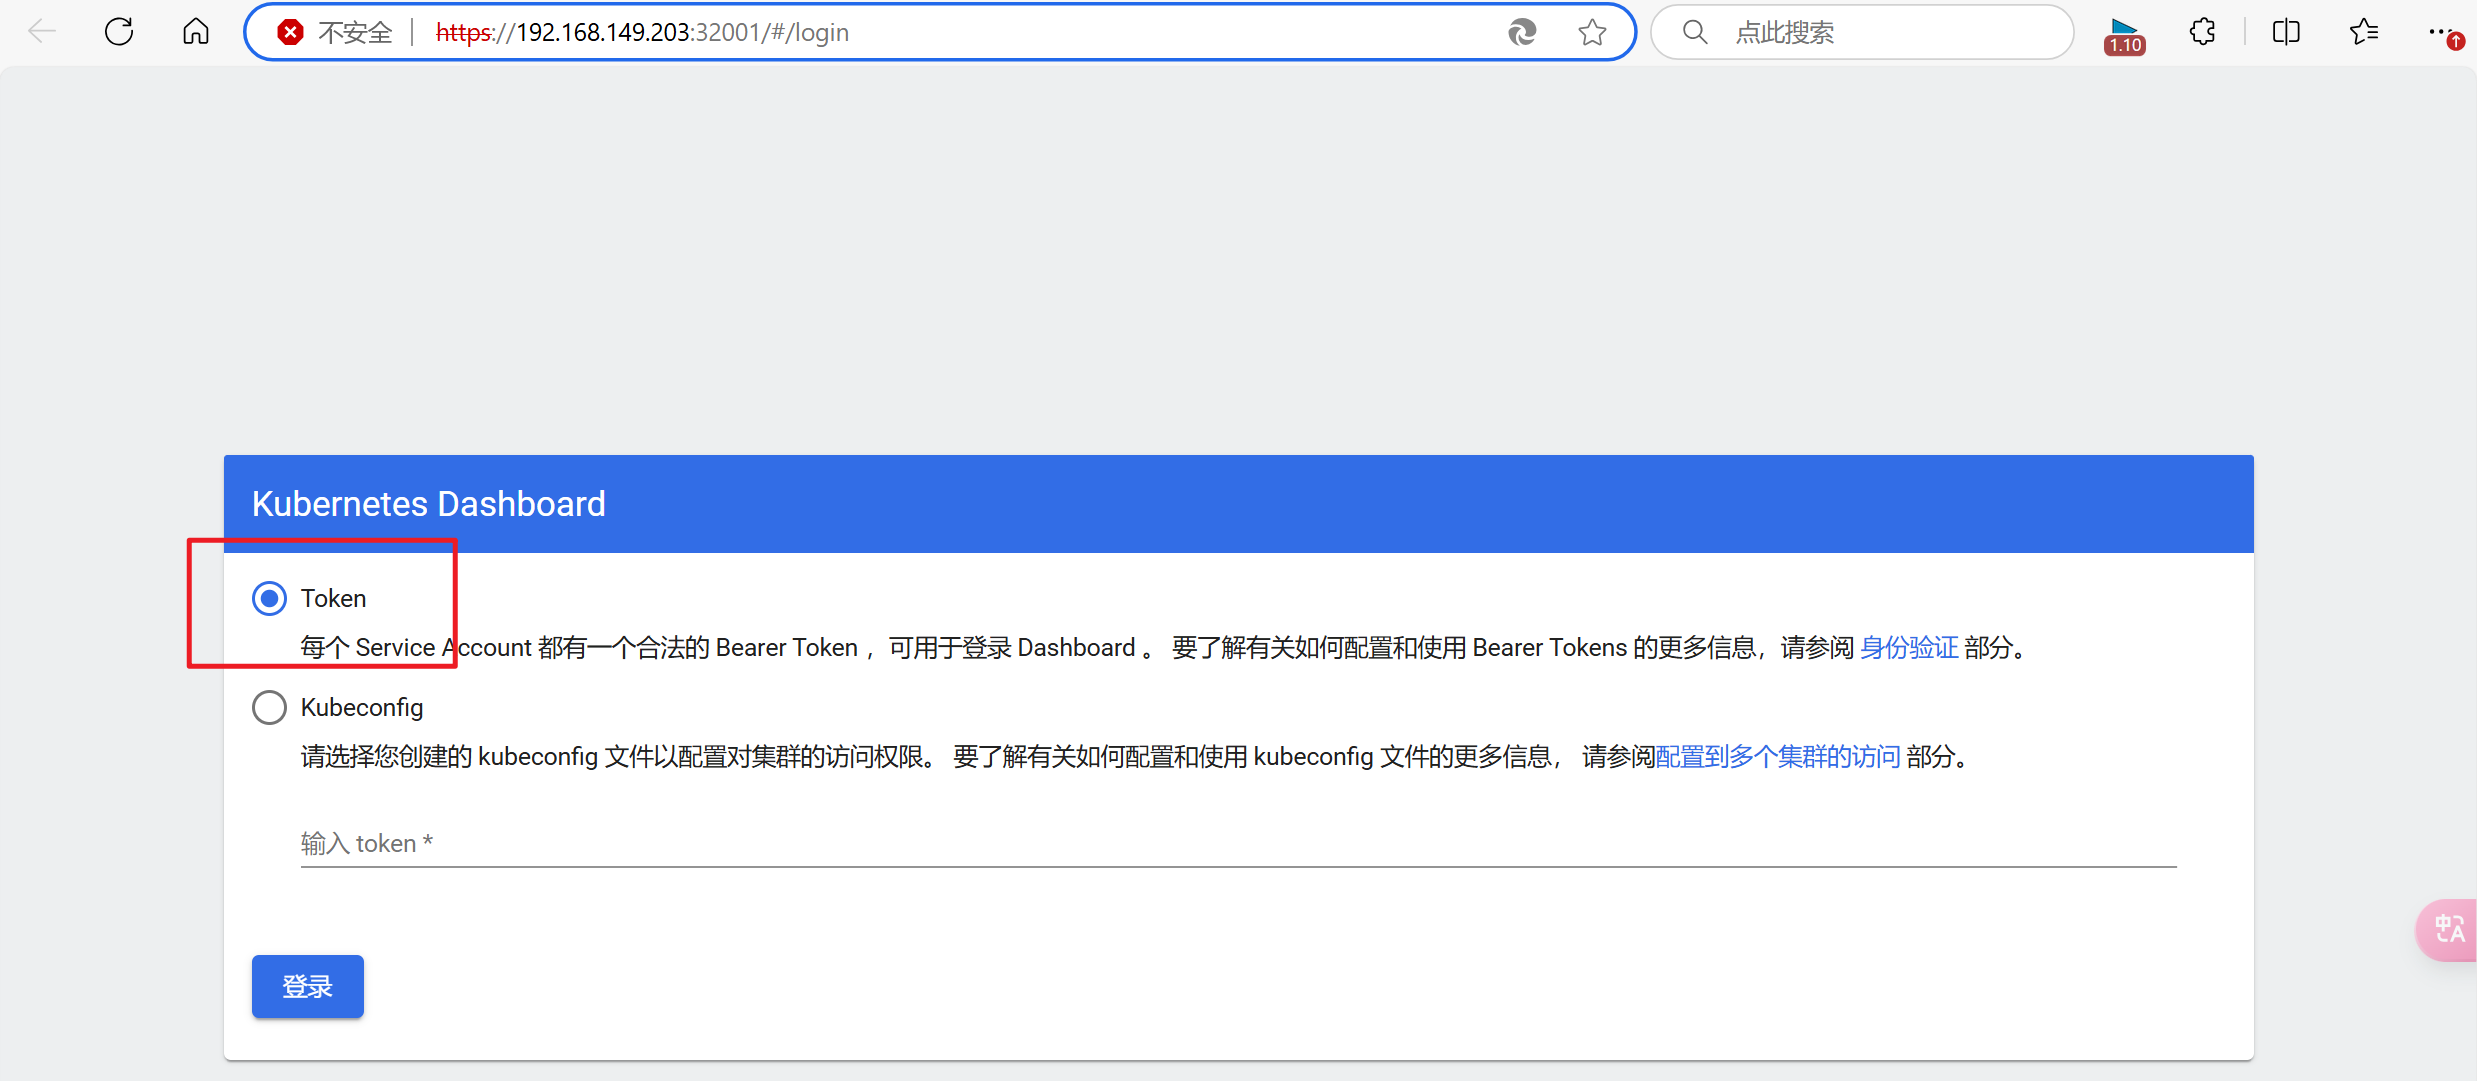 不安全 https://192.168.149.203:32001/#/login 点此搜索 1.10
Kubernetes Dashboard
Token
每个 Service Account 都有一个合法的 Bearer Token ，可用于登录 Dashboard 。 要了解有关如何配置和使用 Bearer Tokens 的更多信息，请参阅 身份验证 部分。
Kubeconfig
请选择您创建的 kubeconfig 文件以配置对集群的访问权限。 要了解有关如何配置和使用 kubeconfig 文件的更多信息， 请参阅配置到多个集群的访问 部分。
输入 token *
中A
登录